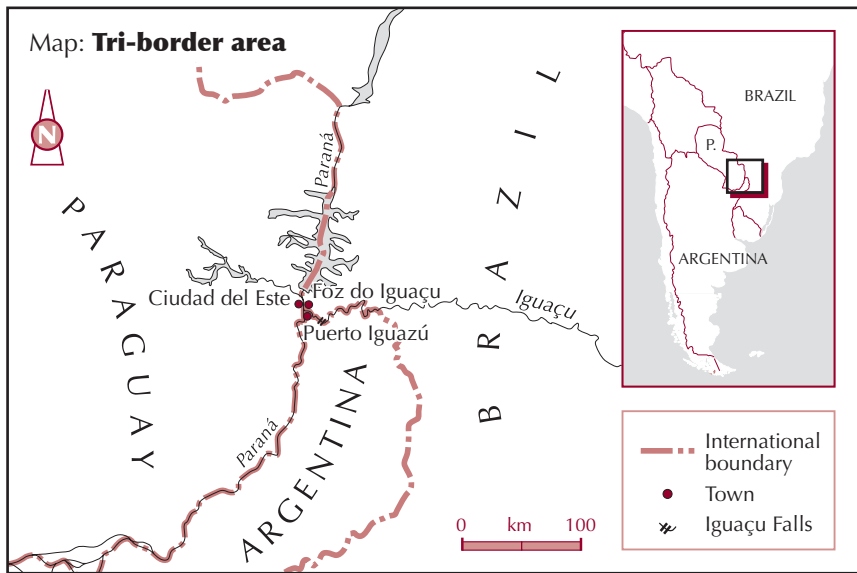 Map: Tri-border area
N
PARAGUAY
BRAZIL
ARGENTINA
Paraná
Ciudad del Este
Foz do Iguaçu
Iguaçu
Puerto Iguazú
Paraná
BRAZIL
P.
ARGENTINA
International
boundary
Town
Iguaçu Falls
0 km 100